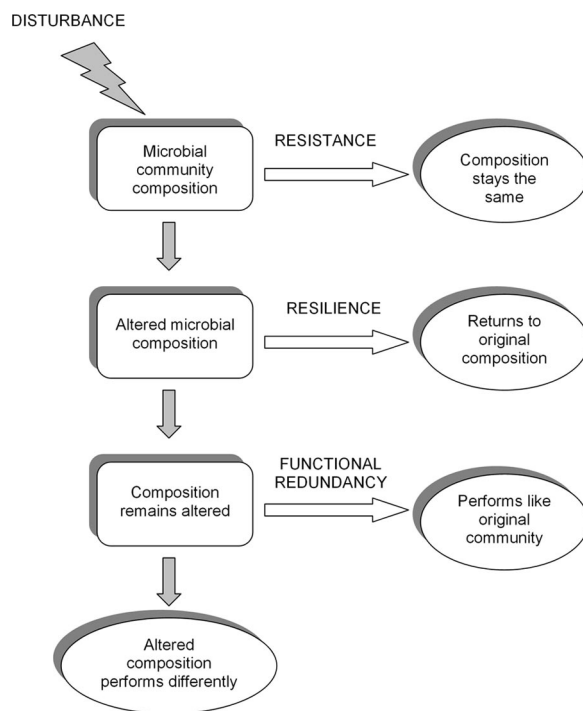 DISTURBANCE
Microbial
community
composition
RESISTANCE
Composition
stays the
same
Altered microbial
composition
RESILIENCE
Returns to
original
composition
Composition
remains altered
FUNCTIONAL
REDUNDANCY
Performs like
original
community
Altered
composition
performs differently